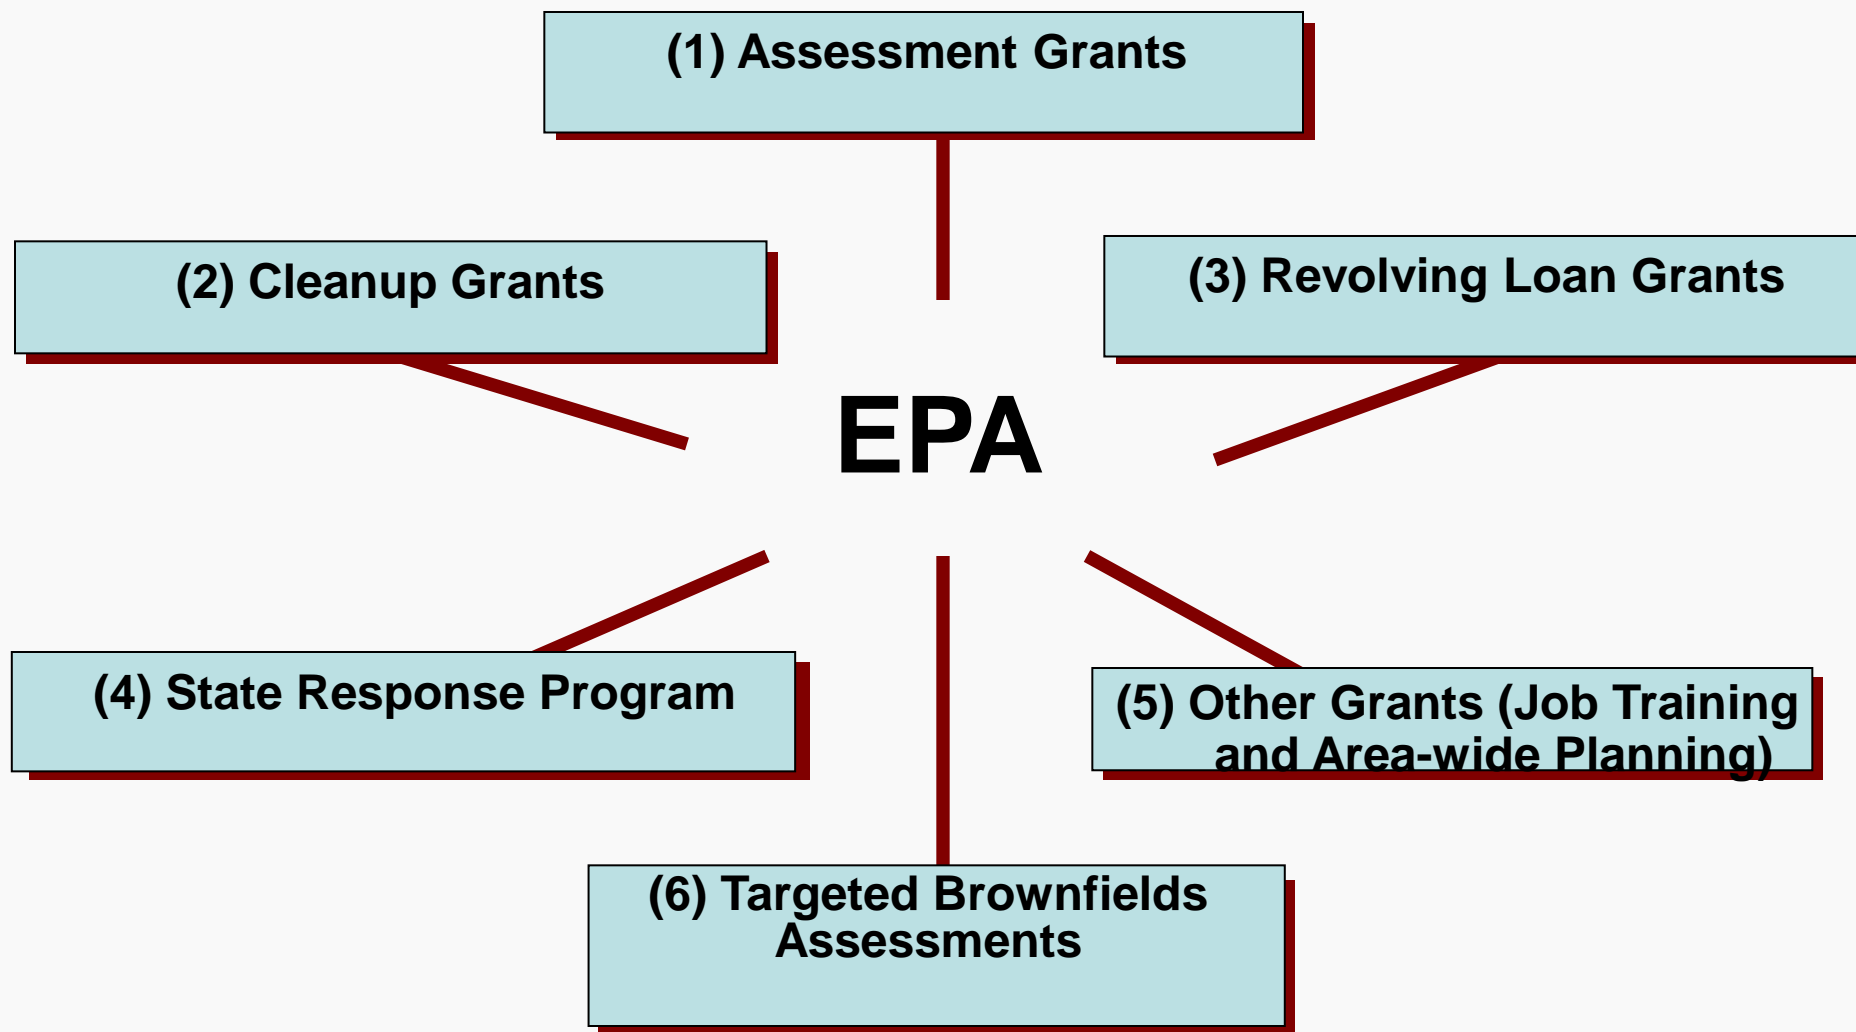 (1) Assessment Grants
(2) Cleanup Grants
(3) Revolving Loan Grants
EPA
(4) State Response Program
(5) Other Grants (Job Training
and Area-wide Planning)
(6) Targeted Brownfields
Assessments